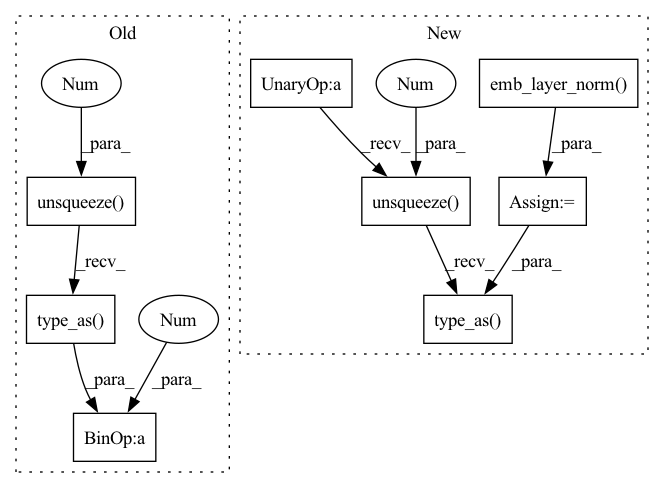 Old
New
Num
UnaryOp:a
Num
emb_layer_norm()
_para_
_recv_
_para_
_para_
unsqueeze()
unsqueeze()
Assign:=
_recv_
_recv_
_para_
type_as()
Num
type_as()
_para_
_para_
BinOp:a